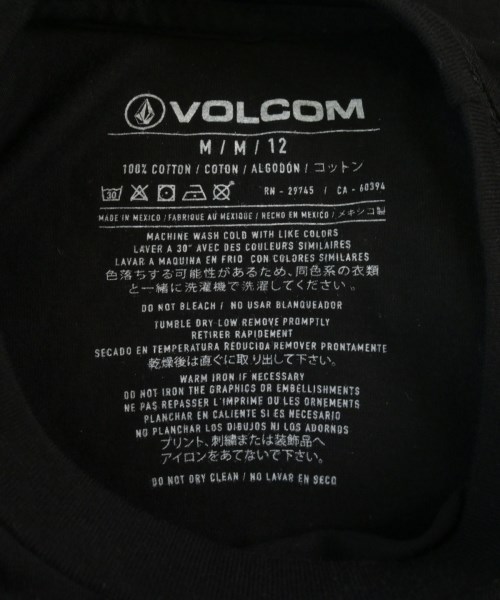 VOLCOM
M / M / 12
100% COTTON / COTON / ALGODÓN / コットン
30 RN - 29745 / CA - 60394
MADE IN MEXICO / FABRIQUE AU MEXIQUE / HECHO EN MEXICO / メキシコ製
MACHINE WASH COLD WITH LIKE COLORS
LAVER A 30° AVEC DES COULEURS SIMILAIRES
LAVAR A MAQUINA EN FRIO CON COLORES SIMILARES
色落ちする可能性があるため、同色系の衣類
と一緒に洗濯機で洗濯してください。
DO NOT BLEACH / NO USAR BLANQUEADOR
TUMBLE DRY LOW REMOVE PROMPTLY
RETIRER RAPIDEMENT
SECADO EN TEMPERATURA REDUCIDA REMOVER PRONTAMENTE
乾燥後は直ぐに取り出して下さい。
WARM IRON IF NECESSARY
DO NOT IRON THE GRAPHICS OR EMBELLISHMENTS
NE PAS REPASSER L'IMPRIMÉ OU LES ORNEMENTS
PLANCHAR EN CALIENTE SI ES NECESARIO
NO PLANCHAR LOS DIBUJOS NI LOS ADORNOS
プリント、刺繍または装飾品へ
アイロンをあてないで下さい。
DO NOT DRY CLEAN / NO LAVAR EN SECO